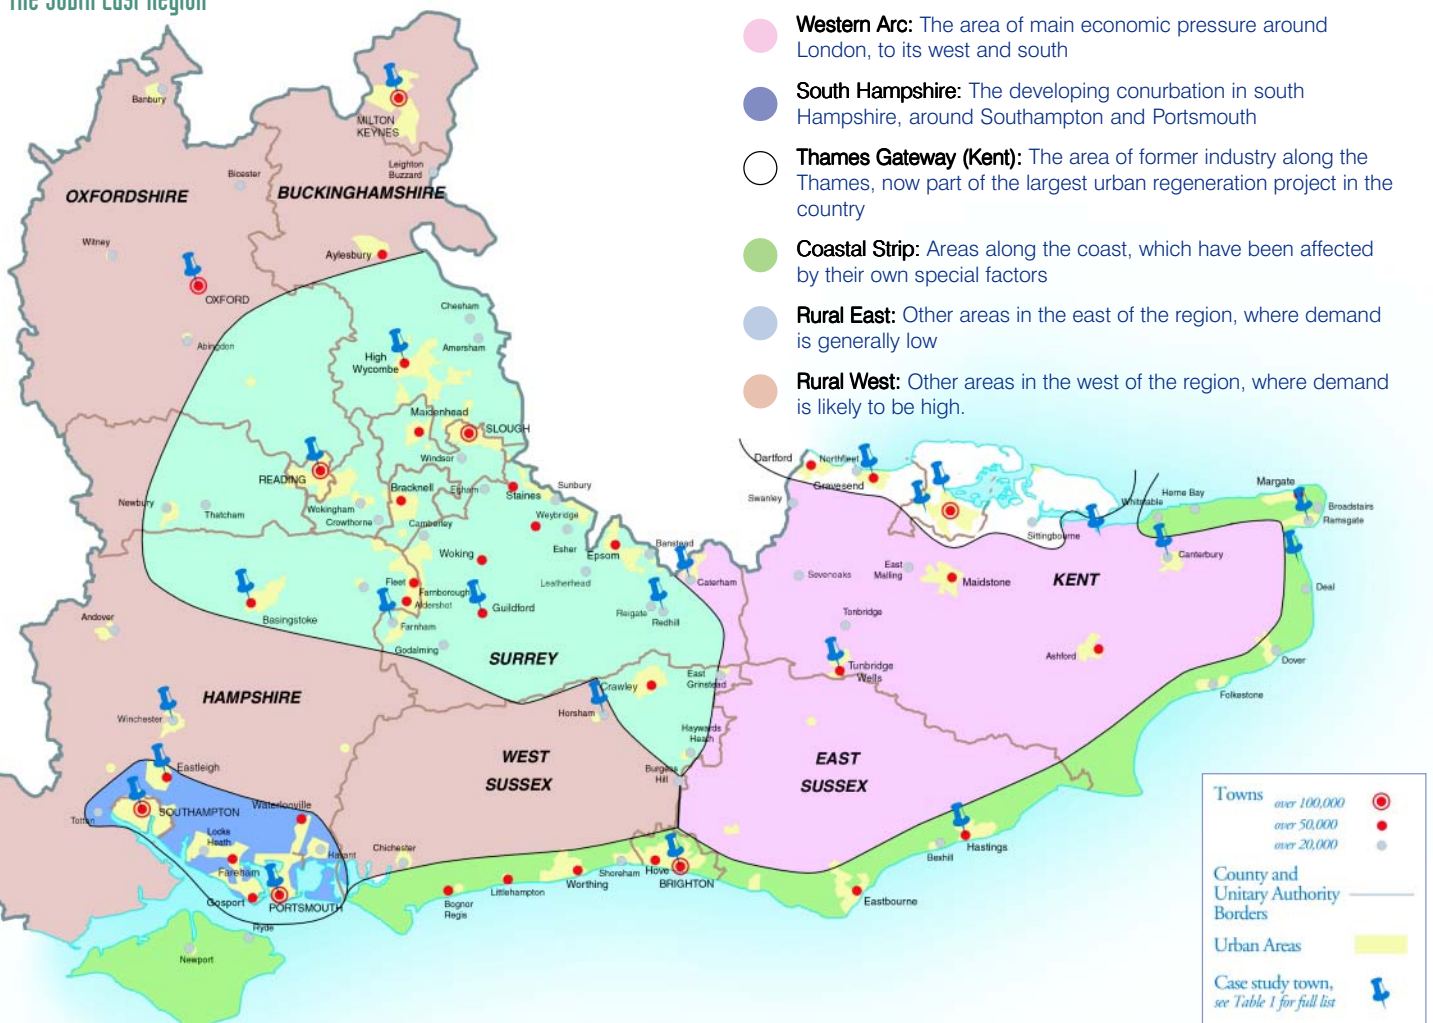 The South East Region
Western Arc: The area of main economic pressure around
London, to its west and south
South Hampshire: The developing conurbation in south
Hampshire, around Southampton and Portsmouth
Thames Gateway (Kent): The area of former industry along the
Thames, now part of the largest urban regeneration project in the
country
Coastal Strip: Areas along the coast, which have been affected
by their own special factors
Rural East: Other areas in the east of the region, where demand
is generally low
Rural West: Other areas in the west of the region, where demand
is likely to be high.
Banbury
MILTON
KEYNES
Leighton
Buzzard
Bicester
OXFORDSHIRE
BUCKINGHAMSHIRE
Witney
Aylesbury
OXFORD
Chesham
Abingdon
Amersham
High
Wycombe
Maidenhead
SLOUGH
Windsor
READING
Bracknell
Egham
Staines
Sunbury
Newbury
Thatcham
Wokingham
Crowthorne
Camberley
Weybridge
Woking
Esher
Epsom
Banstead
Leatherhead
Caterham
Fleet
Farnborough
Aldershot
Guildford
Reigate
Redhill
Basingstoke
Farnham
Godalming
Andover
SURREY
HAMPSHIRE
Crawley
East
Grinstead
Winchester
Horsham
Haywards
Heath
WEST
SUSSEX
Burgess
Hill
EAST
SUSSEX
Eastleigh
SOUTHAMPTON
Waterlooville
Totton
Locks
Heath
Havant
Chichester
Fareham
Gosport
PORTSMOUTH
Ryde
Newport
Bognor
Regis
Littlehampton
Worthing
Shoreham
Hove
BRIGHTON
Eastbourne
Bexhill
Hastings
Dartford
Northfleet
Gravesend
Swanley
Sittingbourne
Whitstable
Herne Bay
Margate
Broadstairs
Ramsgate
Canterbury
Sevenoaks
East
Malling
Maidstone
KENT
Deal
Tonbridge
Tunbridge
Wells
Ashford
Dover
Folkestone
Towns
over 100,000
over 50,000
over 20,000
County and
Unitary Authority
Borders
Urban Areas
Case study town,
see Table 1 for full list